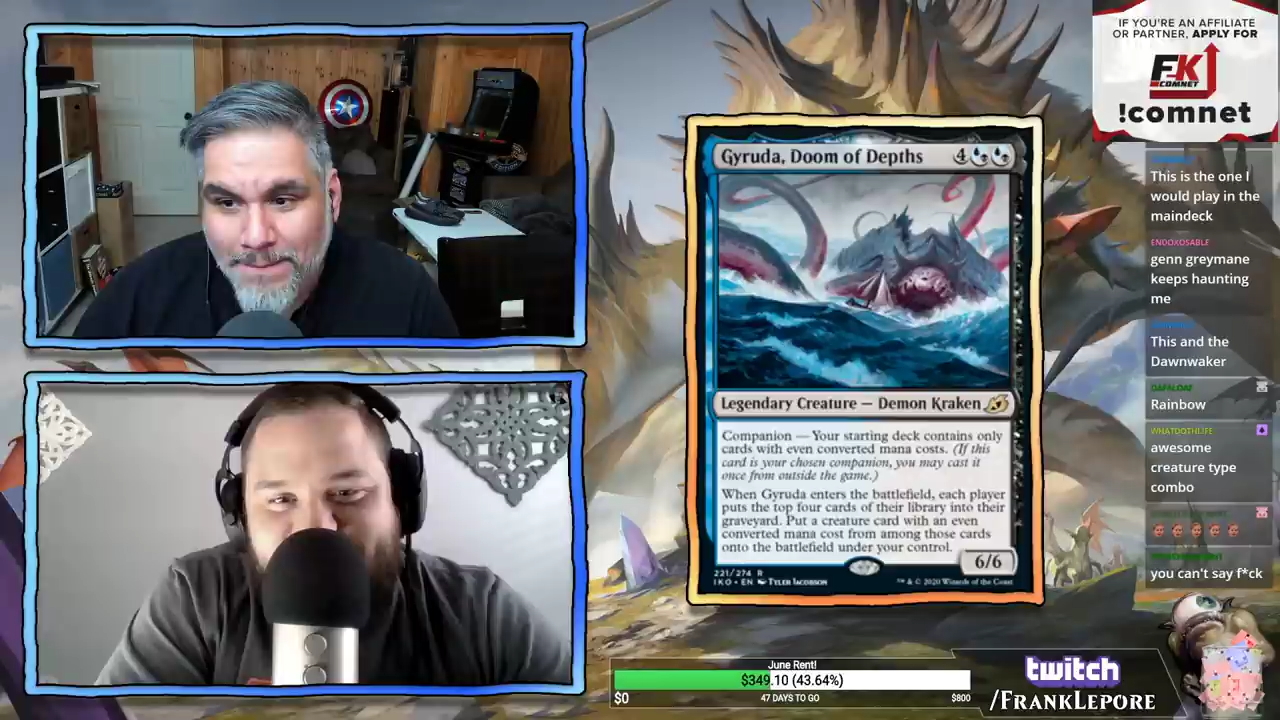 IF YOU'RE AN AFFILIATE
OR PARTNER, APPLY FOR
COMNET
!comnet
Gyruda, Doom of Depths 4
Legendary Creature — Demon Kraken
Companion — Your starting deck contains only
cards with even converted mana costs. (If this
card is your chosen companion, you may cast it
once from outside the game.)
When Gyruda enters the battlefield, each player
puts the top four cards of their library into their
graveyard. Put a creature card with an even
converted mana cost from among those cards
onto the battlefield under your control.
6/6
221/274 R
IKO • EN TYLER JACOBSON
™ & © 2020 Wizards of the Coast
This is the one I
would play in the
maindeck
ENDOXOSABLE
genn greymane
keeps haunting
me
This and the
Dawnwaker
Rainbow
WHATDOTHLIFE
awesome
creature type
combo
you can't say f*ck
June Rent!
$349.10 (43.64%)
$0
47 DAYS TO GO
$800
twitch
/FRANKLEPORE